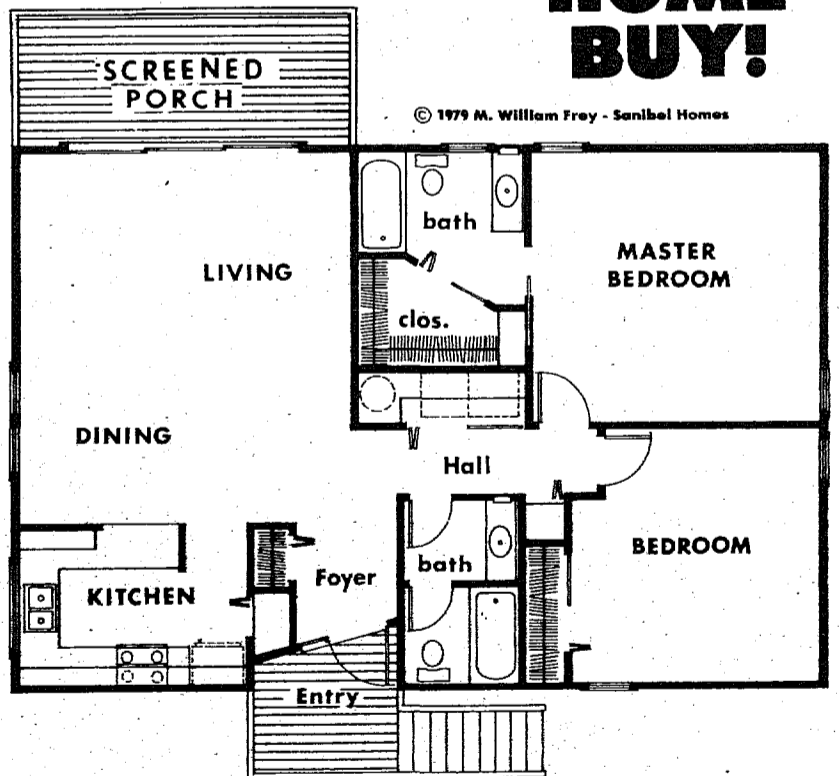 HOME
BUY!
SCREENED
PORCH
© 1979 M. William Frey - Sanibel Homes
bath
LIVING
MASTER
BEDROOM
clos.
DINING
Hall
BEDROOM
bath
Foyer
KITCHEN
Entry